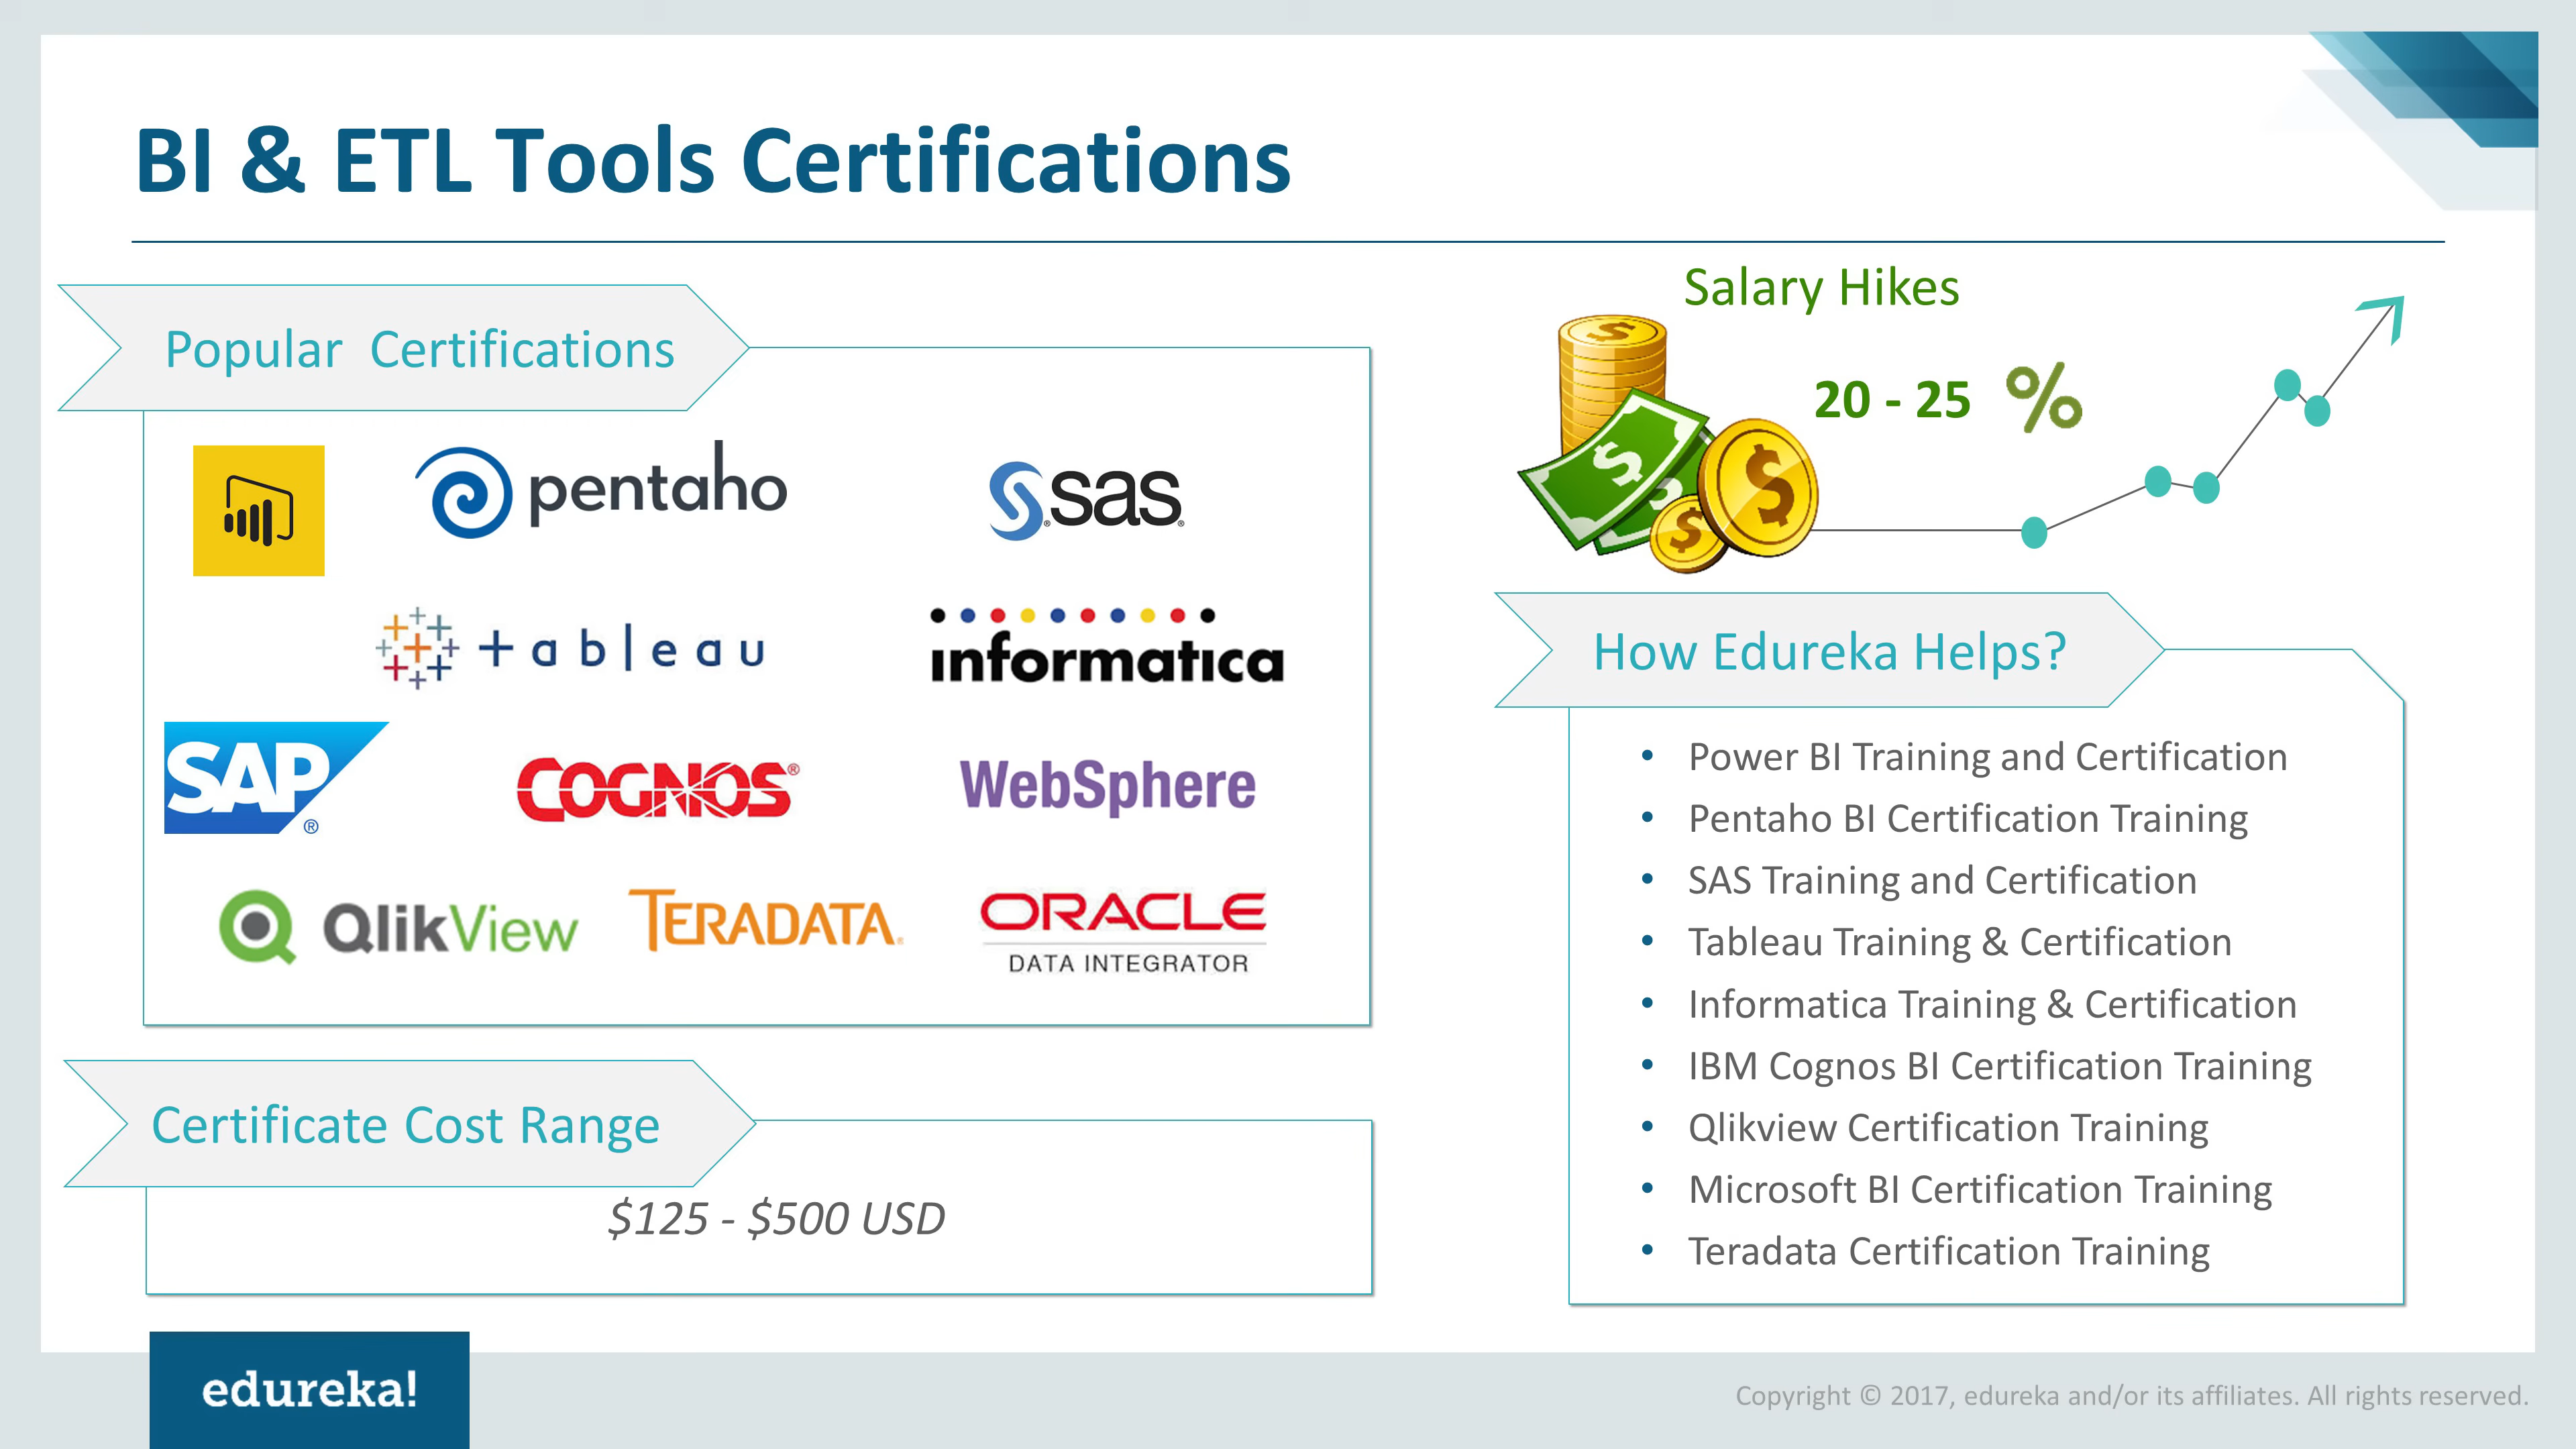 BI & ETL Tools Certifications
Popular Certifications
pentaho
sas
tableau
informatica
SAP®
COGNOS®
WebSphere
QlikView
TERADATA.
ORACLE
DATA INTEGRATOR
Certificate Cost Range
$125 - $500 USD
Salary Hikes
20 - 25 %
How Edureka Helps?
• Power BI Training and Certification
• Pentaho BI Certification Training
• SAS Training and Certification
• Tableau Training & Certification
• Informatica Training & Certification
• IBM Cognos BI Certification Training
• Qlikview Certification Training
• Microsoft BI Certification Training
• Teradata Certification Training
edureka!
Copyright © 2017, edureka and/or its affiliates. All rights reserved.